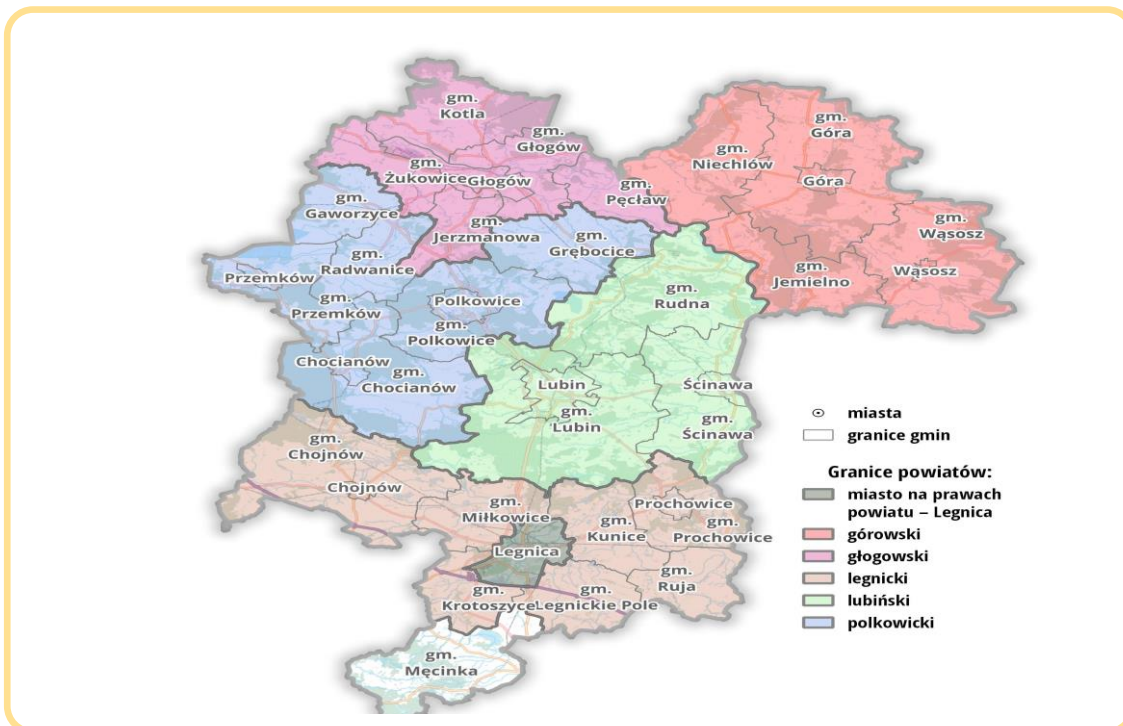 gm.
Kotla
gm.
Głogów
gm.
Żukowice
Głogów
gm.
Pęcław
gm.
Jerzmanowa
gm.
Niechlów
gm.
Góra
Góra
gm.
Wąsosz
Wąsosz
gm.
Jemielno
gm.
Gaworzyce
gm.
Radwanice
gm.
Grębocice
Przemków
gm.
Przemków
Polkowice
gm.
Polkowice
Chocianów
gm.
Chocianów
gm.
Rudna
Lubin
gm.
Lubin
Ścinawa
gm.
Ścinawa
gm.
Chojnów
Chojnów
gm.
Miłkowice
Legnica
gm.
Kunice
Prochowice
gm.
Prochowice
gm.
Ruja
gm.
Krotoszyce
gm.
Legnickie Pole
gm.
Męcinka
miasta
granice gmin
Granice powiatów:
miasto na prawach
powiatu – Legnica
górowski
głogowski
legnicki
lubiński
polkowicki